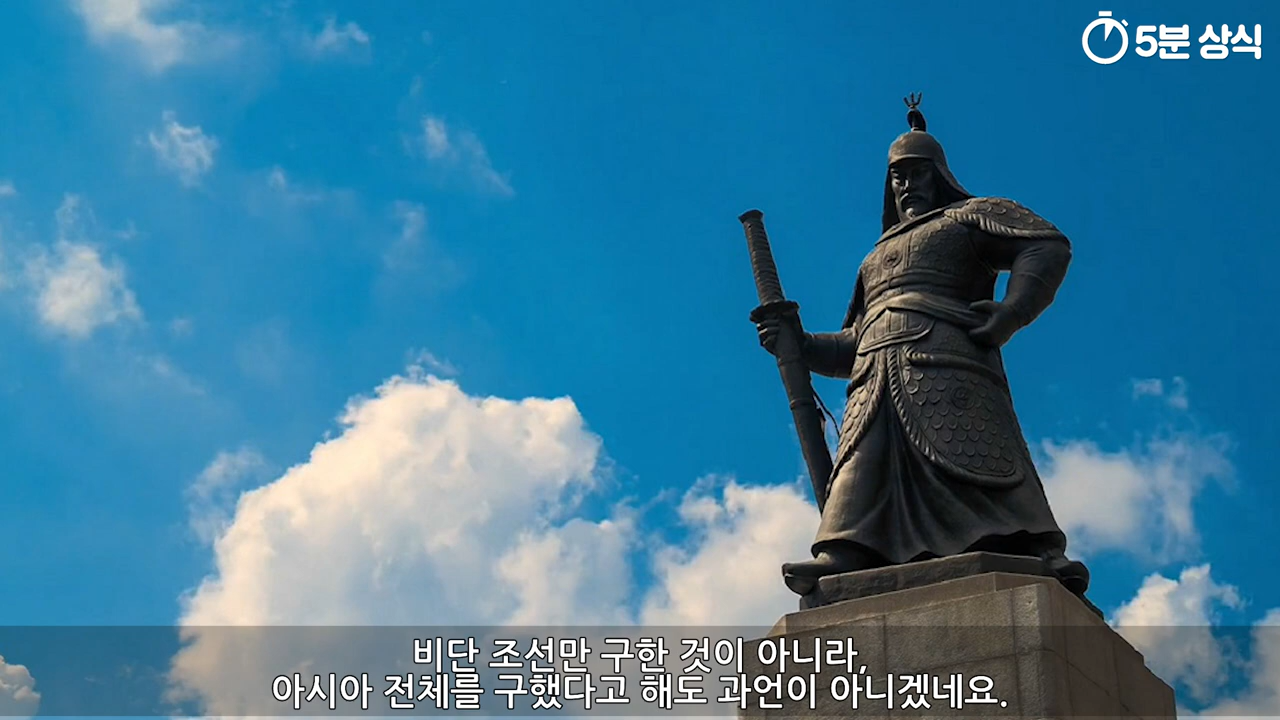 5분 상식
비단 조선만 구한 것이 아니라,
아시아 전체를 구했다고 해도 과언이 아니겠네요.